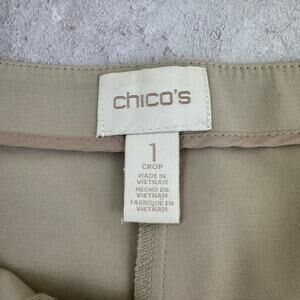 chico's
1
CROP
MADE IN
VIETNAM
HECHO EN
VIETNAM
FABRIQUÉ EN
VIETNAM